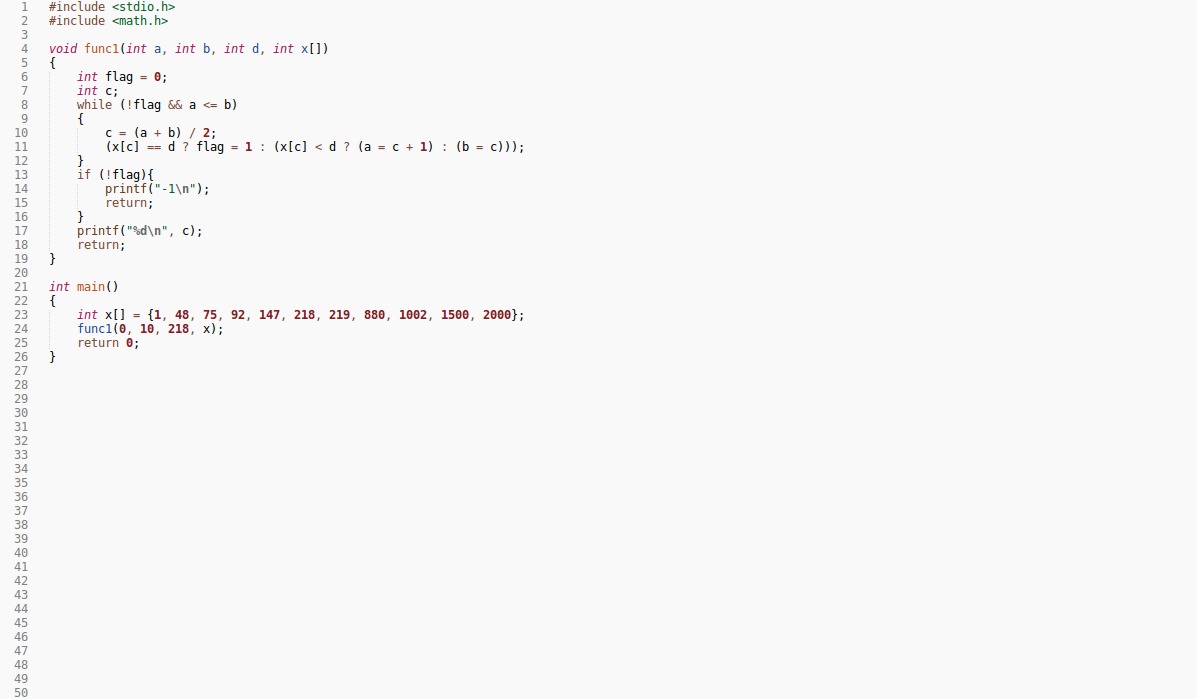 1 #include <stdio.h>
2 #include <math.h>
3
4 void func1(int a, int b, int d, int x[])
5 {
6     int flag = 0;
7     int c;
8     while (!flag && a <= b)
9     {
10         c = (a + b) / 2;
11         (x[c] == d ? flag = 1 : (x[c] < d ? (a = c + 1) : (b = c)));
12     }
13     if (!flag){
14         printf("-1\n");
15         return;
16     }
17     printf("%d\n", c);
18     return;
19 }
20
21 int main()
22 {
23     int x[] = {1, 48, 75, 92, 147, 218, 219, 880, 1002, 1500, 2000};
24     func1(0, 10, 218, x);
25     return 0;
26 }
27
28
29
30
31
32
33
34
35
36
37
38
39
40
41
42
43
44
45
46
47
48
49
50